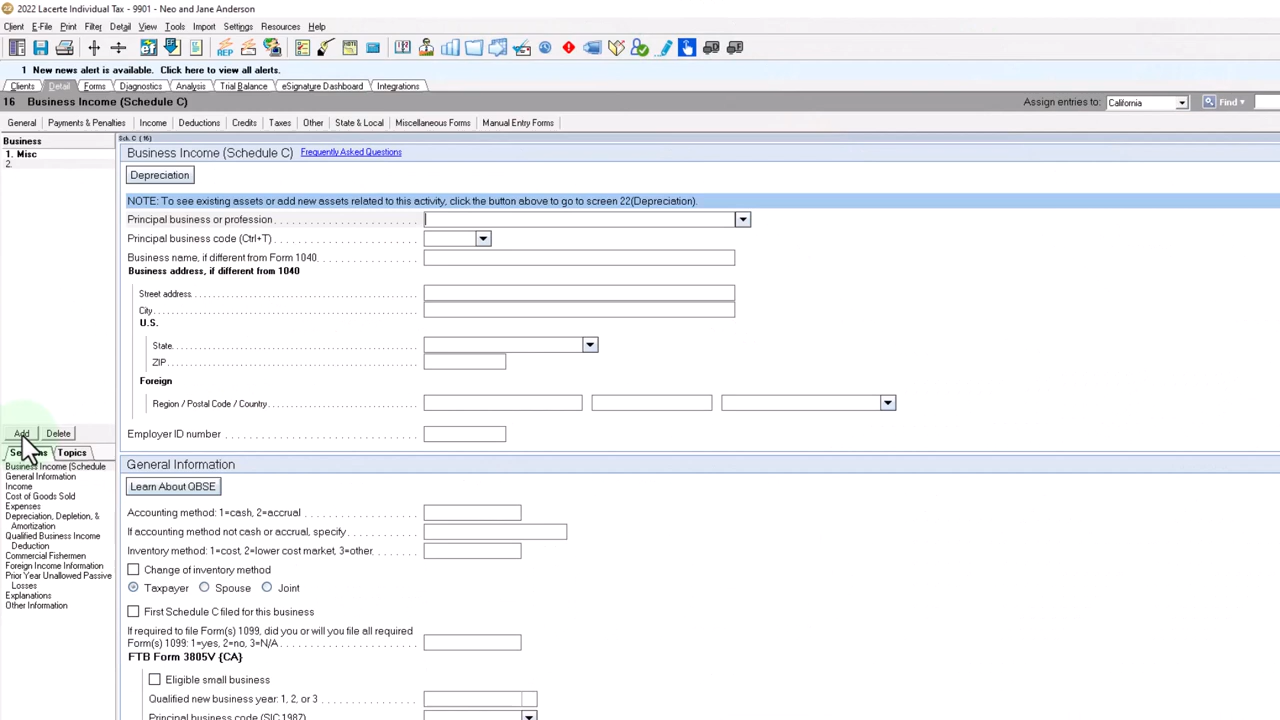 2022 Lacerte Individual Tax - 9901 - Neo and Jane Anderson
Client E-File Print Filter Detail View Tools Import Settings Resources Help
REP
1 New news alert is available. Click here to view all alerts.
Clients Detail Forms Diagnostics Analysis Trial Balance eSignature Dashboard Integrations
16 Business Income (Schedule C) Assign entries to: California Find
General Payments & Penalties Income Deductions Credits Taxes Other State & Local Miscellaneous Forms Manual Entry Forms
Business
1. Misc
2.
Add Delete
Topics
Business Income (Schedule
General Information
Income
Cost of Goods Sold
Expenses
Depreciation, Depletion, &
Amortization
Qualified Business Income
Deduction
Commercial Fishermen
Foreign Income Information
Prior Year Unallowed Passive
Losses
Explanations
Other Information
Sch. C (16)
Business Income (Schedule C) Frequently Asked Questions
Depreciation
NOTE: To see existing assets or add new assets related to this activity, click the button above to go to screen 22(Depreciation).
Principal business or profession
Principal business code (Ctrl+T)
Business name, if different from Form 1040
Business address, if different from 1040
Street address
City
U.S.
State
ZIP
Foreign
Region / Postal Code / Country
Employer ID number
General Information
Learn About QBSE
Accounting method: 1=cash, 2=accrual
If accounting method not cash or accrual, specify
Inventory method: 1=cost, 2=lower cost market, 3=other
Change of inventory method
Taxpayer Spouse Joint
First Schedule C filed for this business
If required to file Form(s) 1099, did you or will you file all required
Form(s) 1099: 1=yes, 2=no, 3=N/A
FTB Form 3805V {CA}
Eligible small business
Qualified new business year: 1, 2, or 3
Principal business code (SIC 1987)